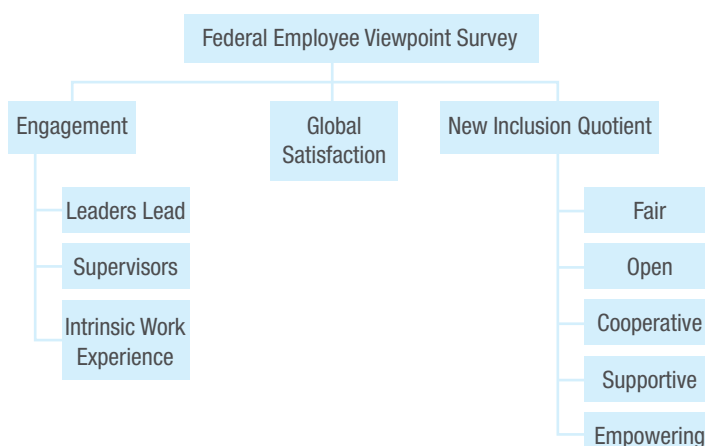 Federal Employee Viewpoint Survey
Engagement
Global
Satisfaction
New Inclusion Quotient
Leaders Lead
Supervisors
Intrinsic Work
Experience
Fair
Open
Cooperative
Supportive
Empowering